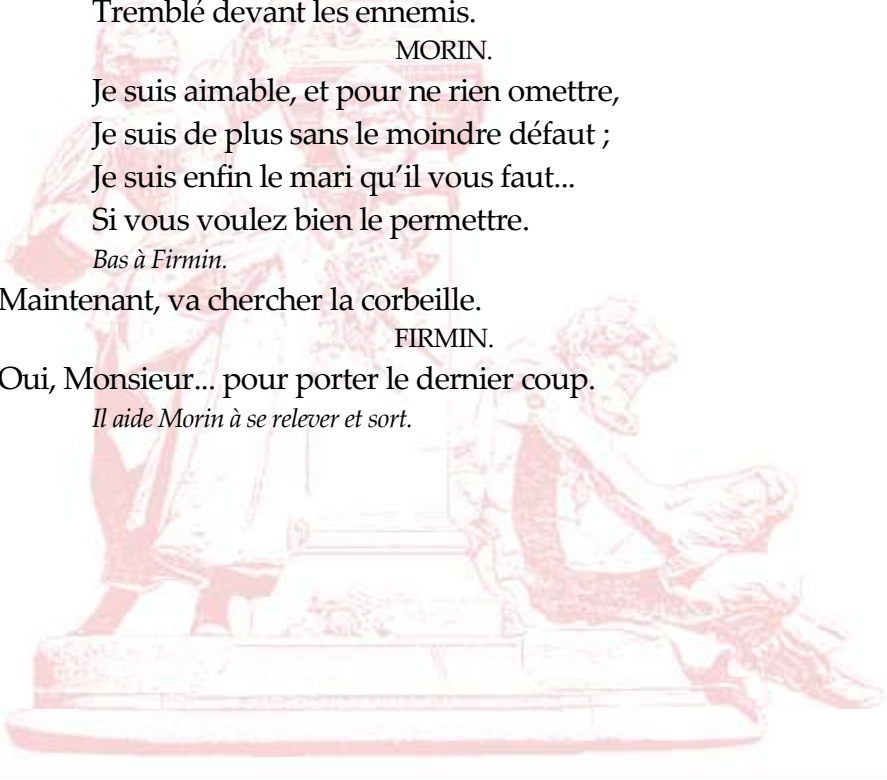 Tremblé devant les ennemis.
MORIN.
Je suis aimable, et pour ne rien omettre,
Je suis de plus sans le moindre défaut ;
Je suis enfin le mari qu’il vous faut...
Si vous voulez bien le permettre.
Bas à Firmin.
Maintenant, va chercher la corbeille.
FIRMIN.
Oui, Monsieur... pour porter le dernier coup.
Il aide Morin à se relever et sort.